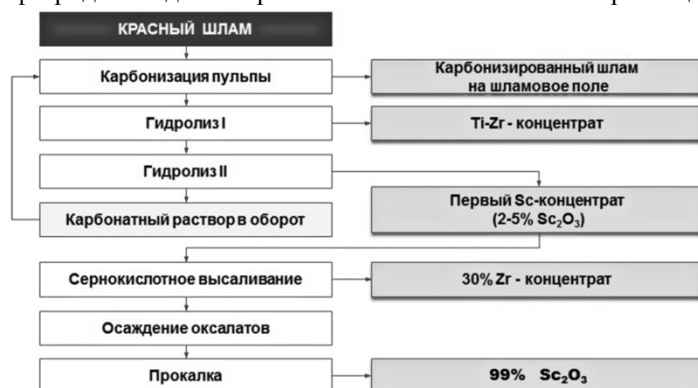 КРАСНЫЙ ШЛАМ
Карбонизация пульпы
Карбонизированный шлам
на шламовое поле
Гидролиз I
Ti-Zr - концентрат
Гидролиз II
Первый Sc-концентрат
(2-5% Sc₂O₃)
Карбонатный раствор в оборот
Сернокислотное высаливание
30% Zr - концентрат
Осаждение оксалатов
Прокалка
99% Sc₂O₃